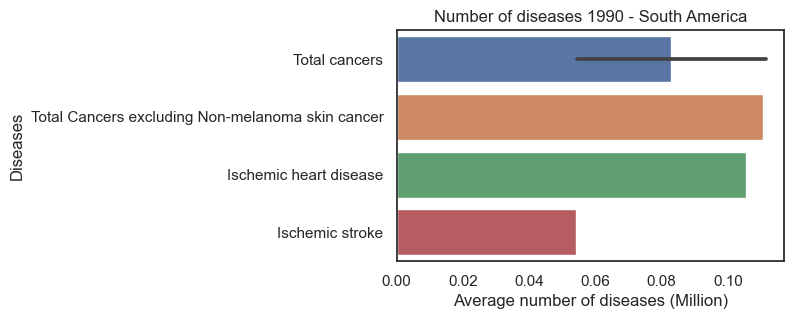 Number of diseases 1990 - South America
Diseases
Total cancers
Total Cancers excluding Non-melanoma skin cancer
Ischemic heart disease
Ischemic stroke
0.00 0.02 0.04 0.06 0.08 0.10
Average number of diseases (Million)